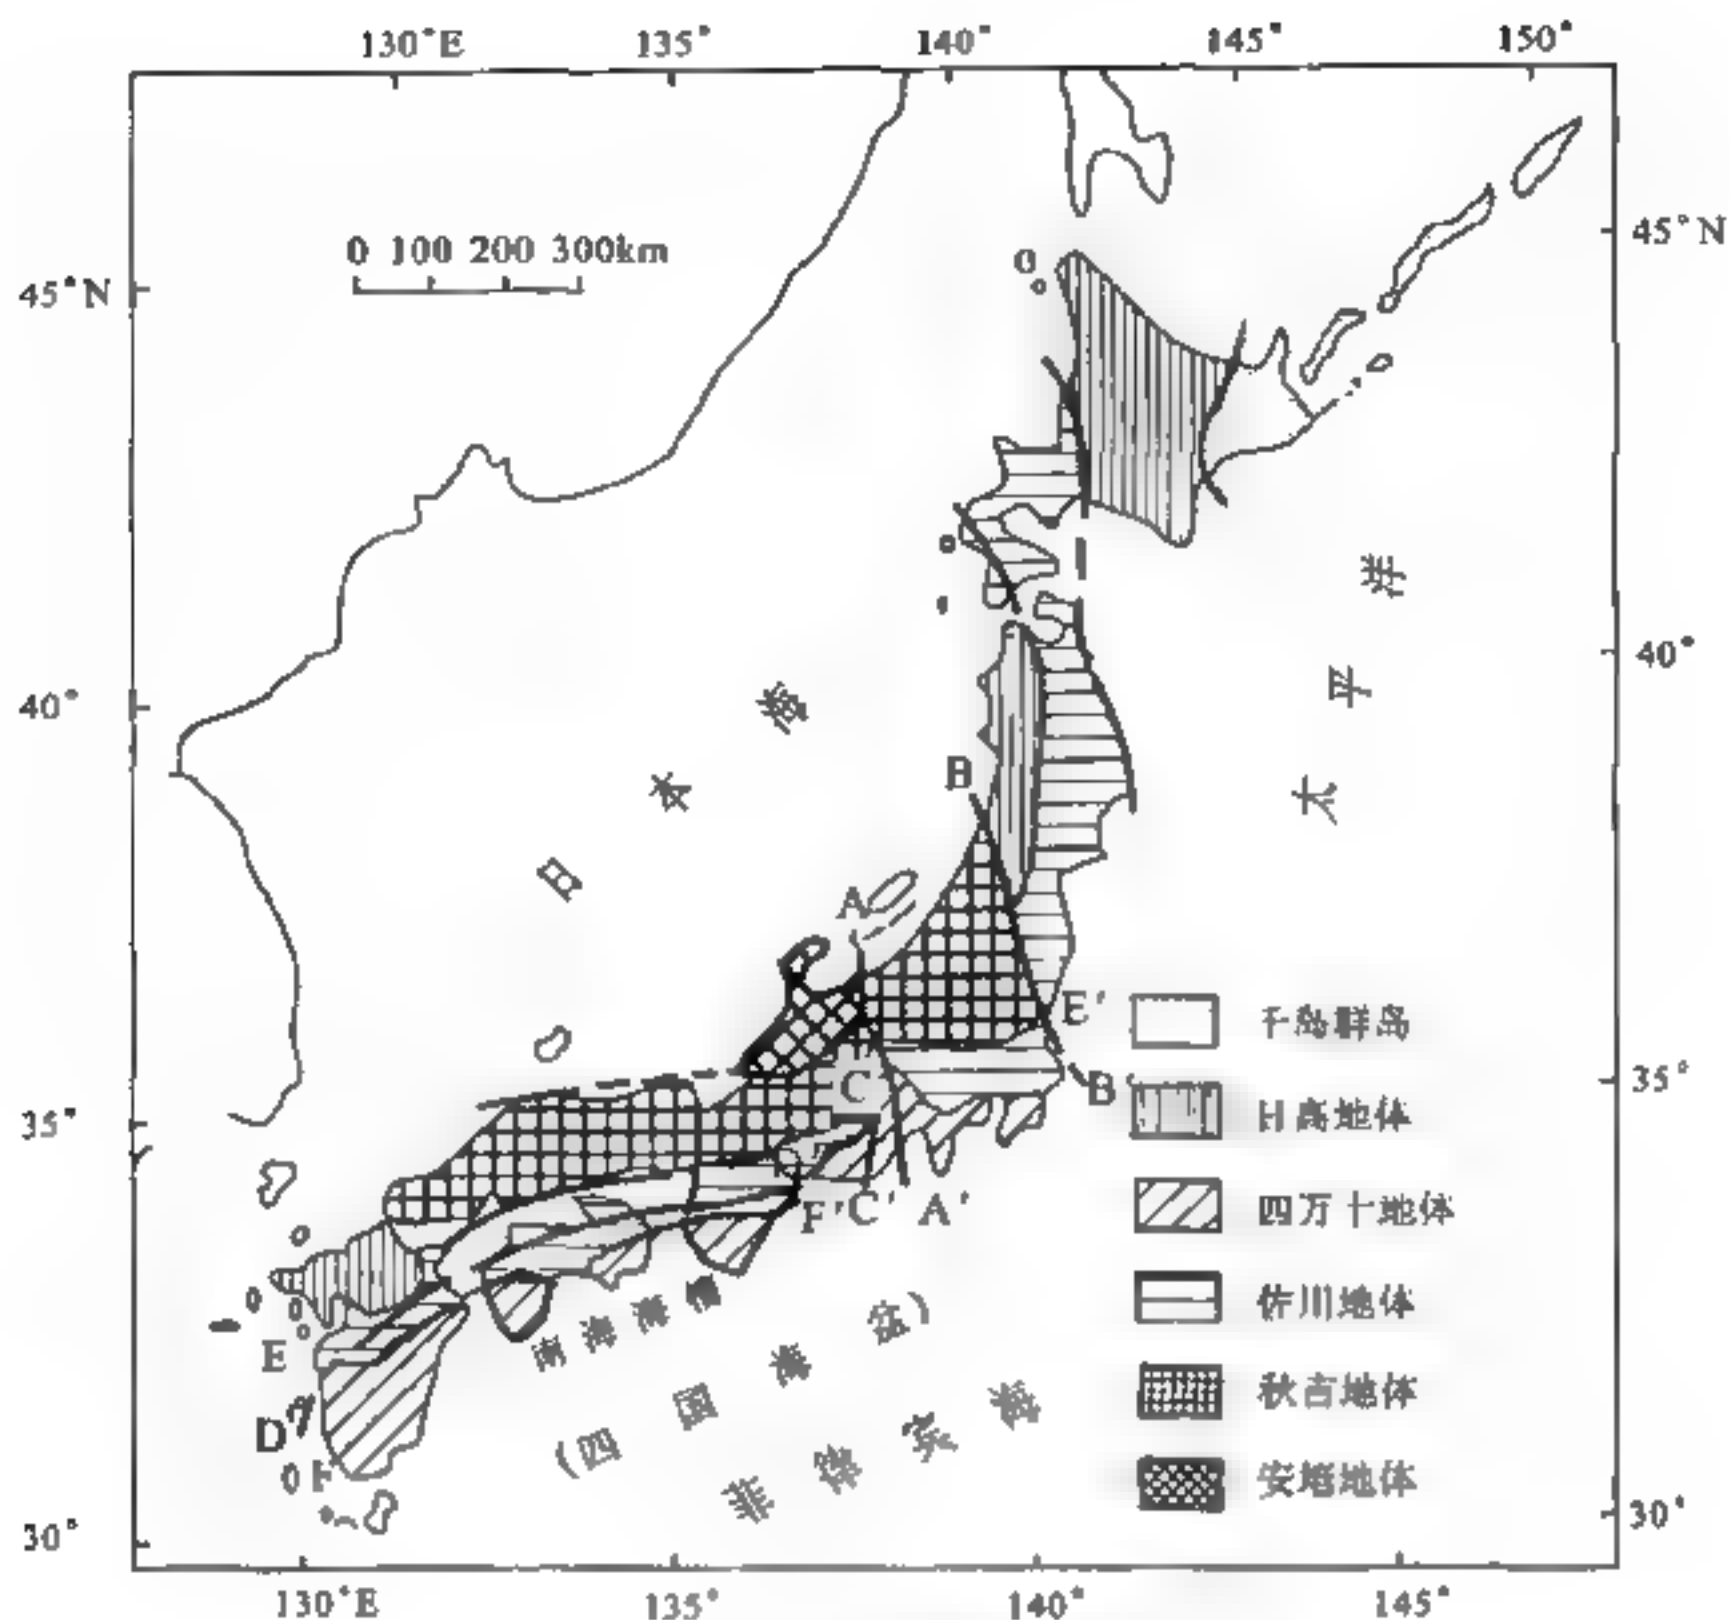 130°E 135° 140° 145° 150°
0 100 200 300km
45°N
45°N
40°
40°
35°
35°
30°
30°
130°E 135° 140° 145°
日 本 海
太 平 洋
A
B
C
E'
B'
F' C' A'
E
D
F
南 海 海 槽
(四 国 海 盆)
菲 律 宾 海
千岛群岛
日高地体
四万十地体
佐川地体
秋吉地体
安培地体